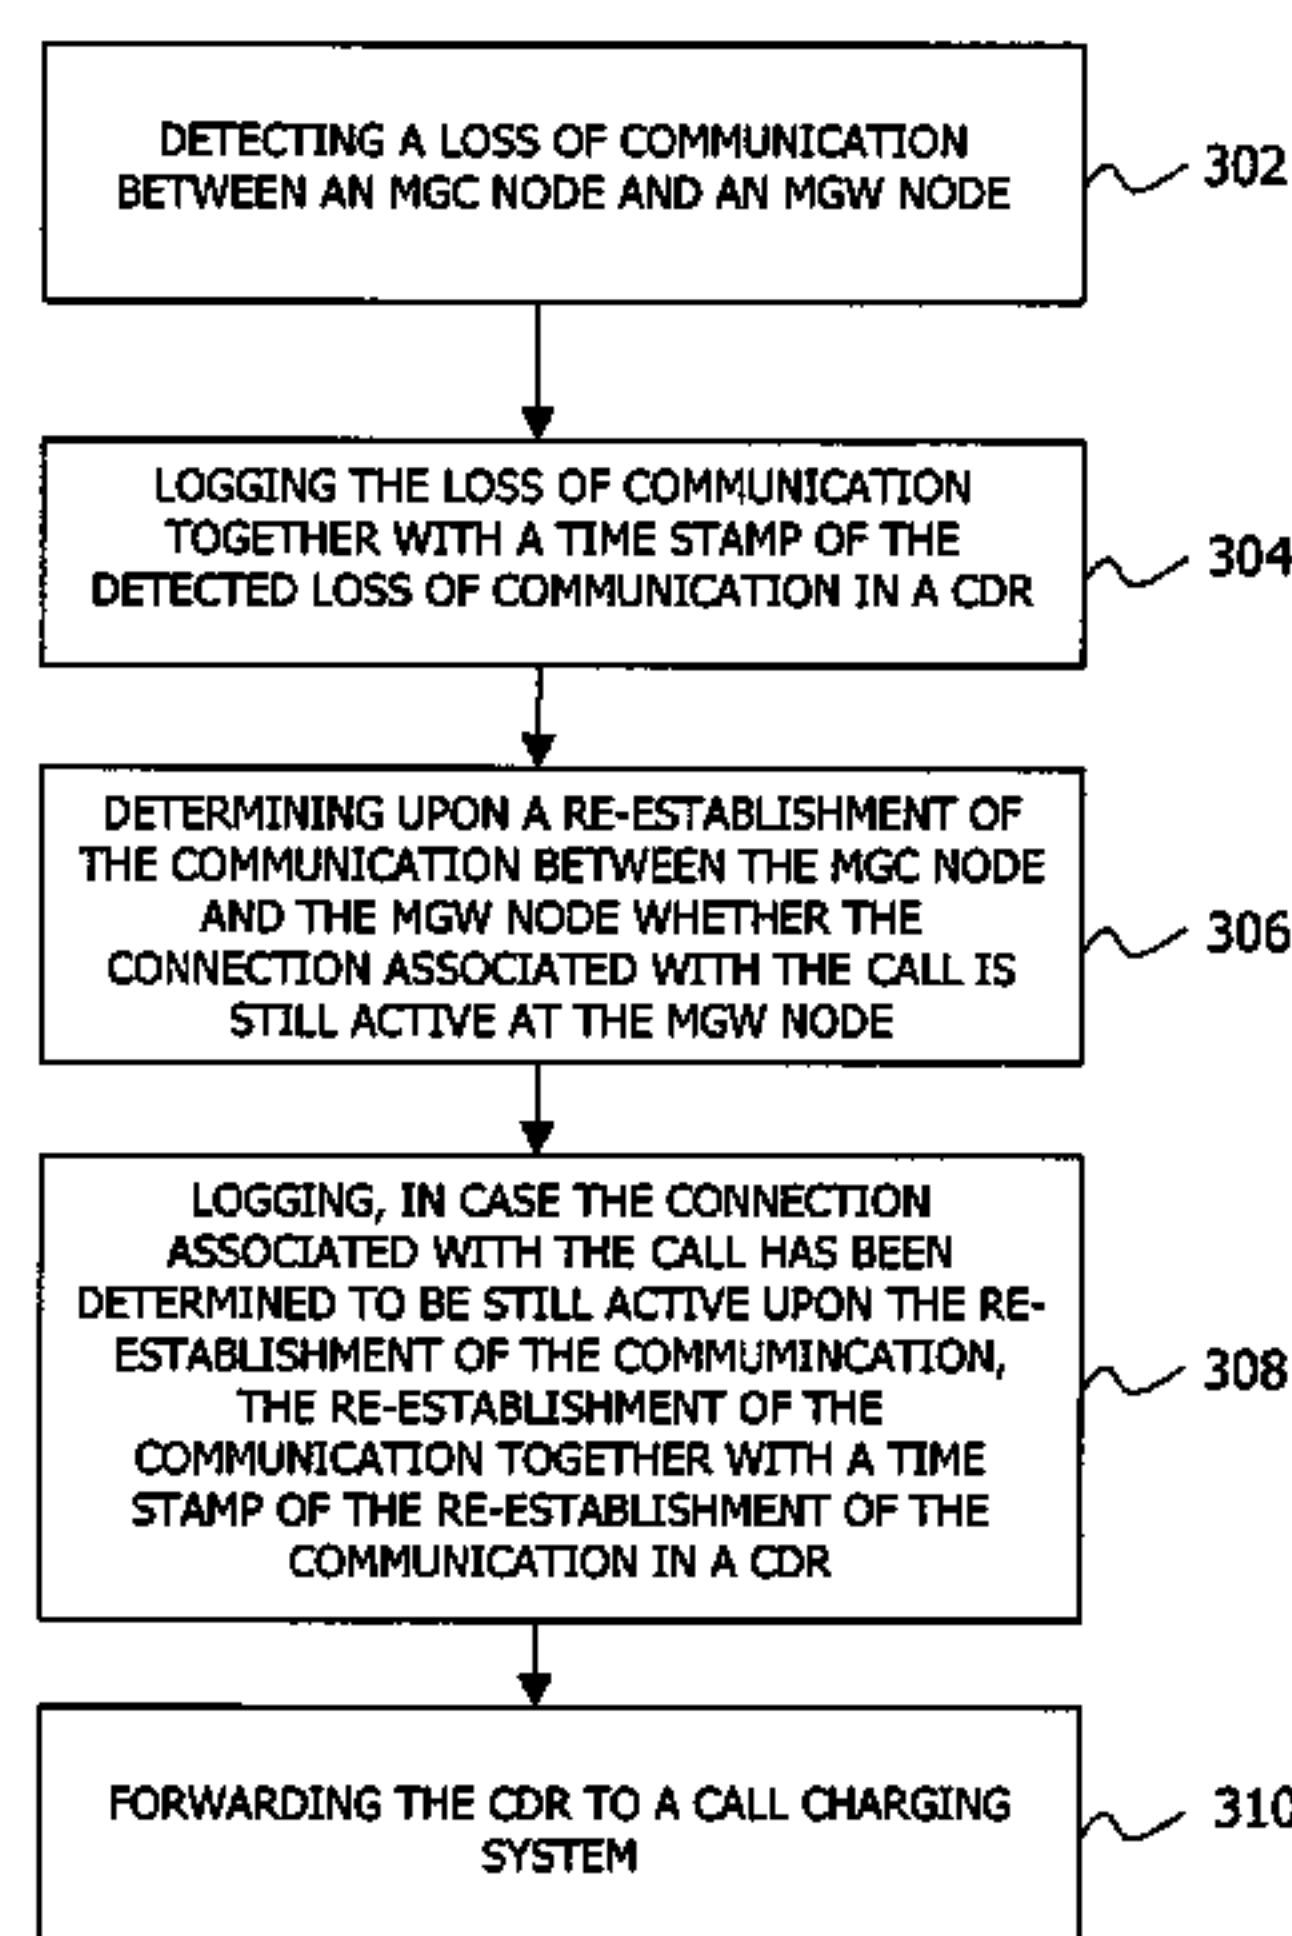 DETECTING A LOSS OF COMMUNICATION
BETWEEN AN MGC NODE AND AN MGW NODE
302
LOGGING THE LOSS OF COMMUNICATION
TOGETHER WITH A TIME STAMP OF THE
DETECTED LOSS OF COMMUNICATION IN A CDR
304
DETERMINING UPON A RE-ESTABLISHMENT OF
THE COMMUNICATION BETWEEN THE MGC NODE
AND THE MGW NODE WHETHER THE
CONNECTION ASSOCIATED WITH THE CALL IS
STILL ACTIVE AT THE MGW NODE
306
LOGGING, IN CASE THE CONNECTION
ASSOCIATED WITH THE CALL HAS BEEN
DETERMINED TO BE STILL ACTIVE UPON THE RE-
ESTABLISHMENT OF THE COMMUMINCATION,
THE RE-ESTABLISHMENT OF THE
COMMUNICATION TOGETHER WITH A TIME
STAMP OF THE RE-ESTABLISHMENT OF THE
COMMUNICATION IN A CDR
308
FORWARDING THE CDR TO A CALL CHARGING
SYSTEM
310